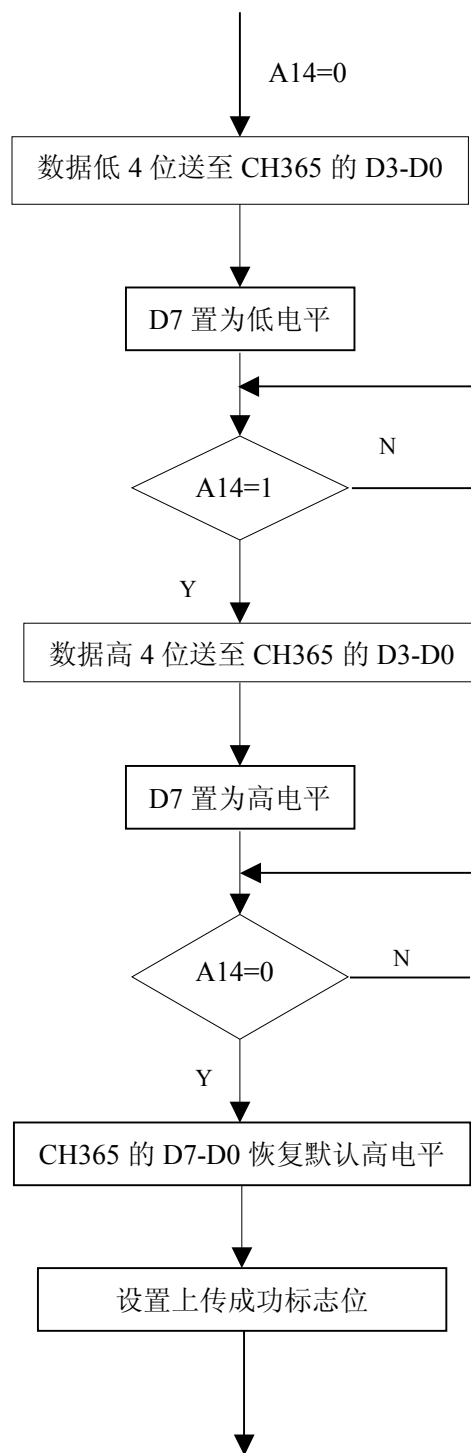 A14=0
数据低 4 位送至 CH365 的 D3-D0
D7 置为低电平
N
A14=1
Y
数据高 4 位送至 CH365 的 D3-D0
D7 置为高电平
A14=0
N
Y
CH365 的 D7-D0 恢复默认高电平
设置上传成功标志位